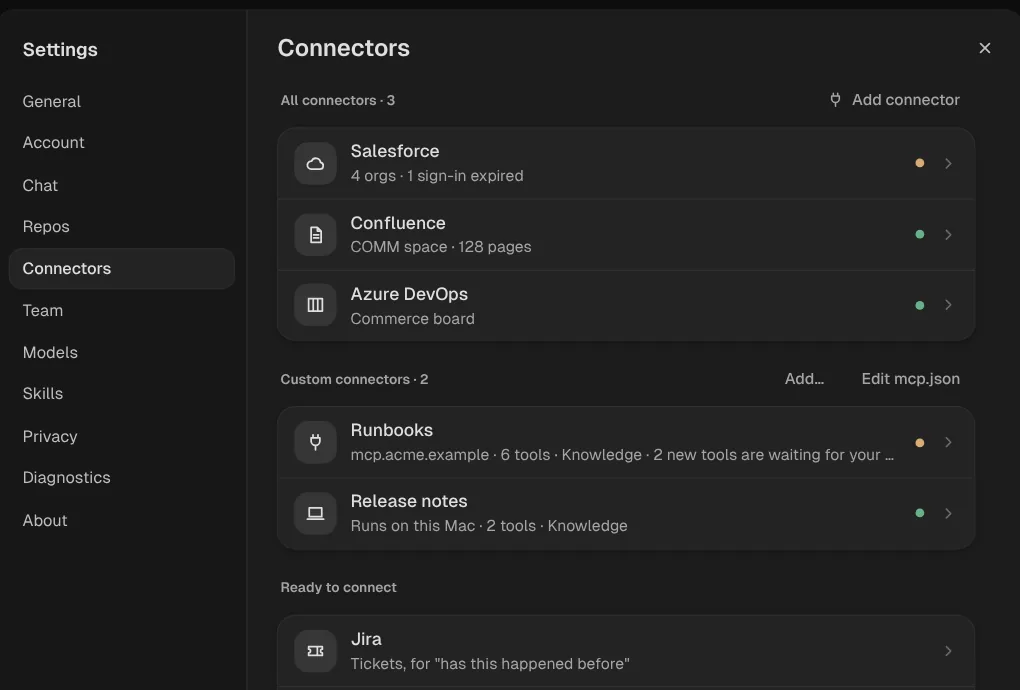 Settings
General
Account
Chat
Repos
Connectors
Team
Models
Skills
Privacy
Diagnostics
About
Connectors
All connectors · 3
Add connector
Salesforce
4 orgs · 1 sign-in expired
Confluence
COMM space · 128 pages
Azure DevOps
Commerce board
Custom connectors · 2
Add...
Edit mcp.json
Runbooks
mcp.acme.example · 6 tools · Knowledge · 2 new tools are waiting for your ...
Release notes
Runs on this Mac · 2 tools · Knowledge
Ready to connect
Jira
Tickets, for "has this happened before"